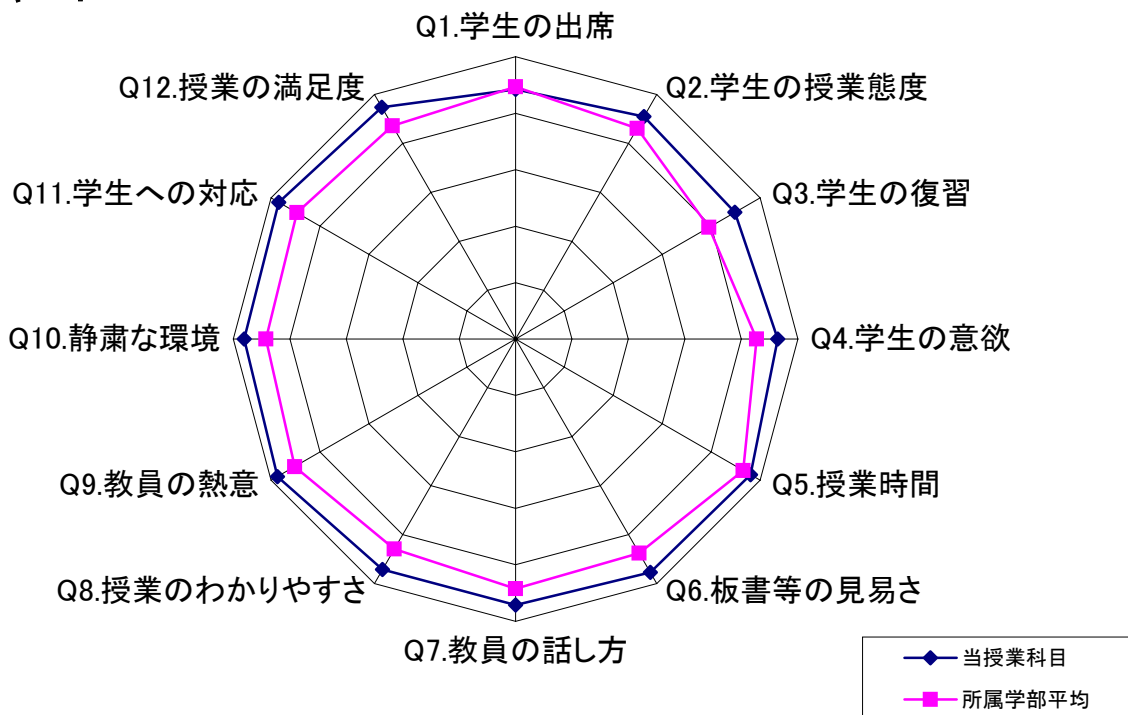 Q1.学生の出席
Q2.学生の授業態度
Q3.学生の復習
Q4.学生の意欲
Q5.授業時間
Q6.板書等の見易さ
Q7.教員の話し方
Q8.授業のわかりやすさ
Q9.教員の熱意
Q10.静粛な環境
Q11.学生への対応
Q12.授業の満足度
当授業科目
所属学部平均